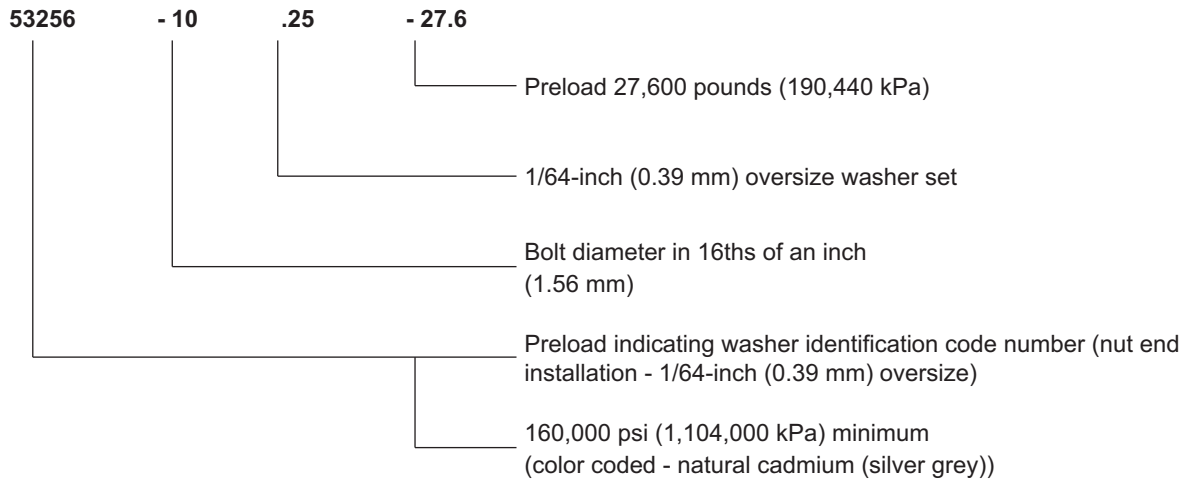 53256 - 10 .25 - 27.6
Preload 27,600 pounds (190,440 kPa)
1/64-inch (0.39 mm) oversize washer set
Bolt diameter in 16ths of an inch
(1.56 mm)
Preload indicating washer identification code number (nut end
installation - 1/64-inch (0.39 mm) oversize)
160,000 psi (1,104,000 kPa) minimum
(color coded - natural cadmium (silver grey))